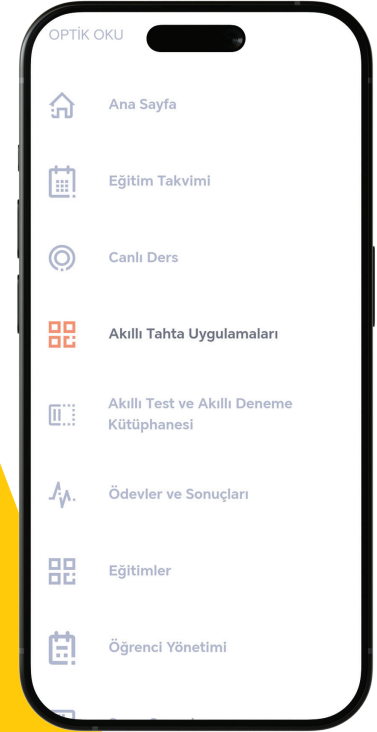 OPTİK OKU
Ana Sayfa
Eğitim Takvimi
Canlı Ders
Akıllı Tahta Uygulamaları
Akıllı Test ve Akıllı Deneme
Kütüphanesi
Ödevler ve Sonuçları
Eğitimler
Öğrenci Yönetimi